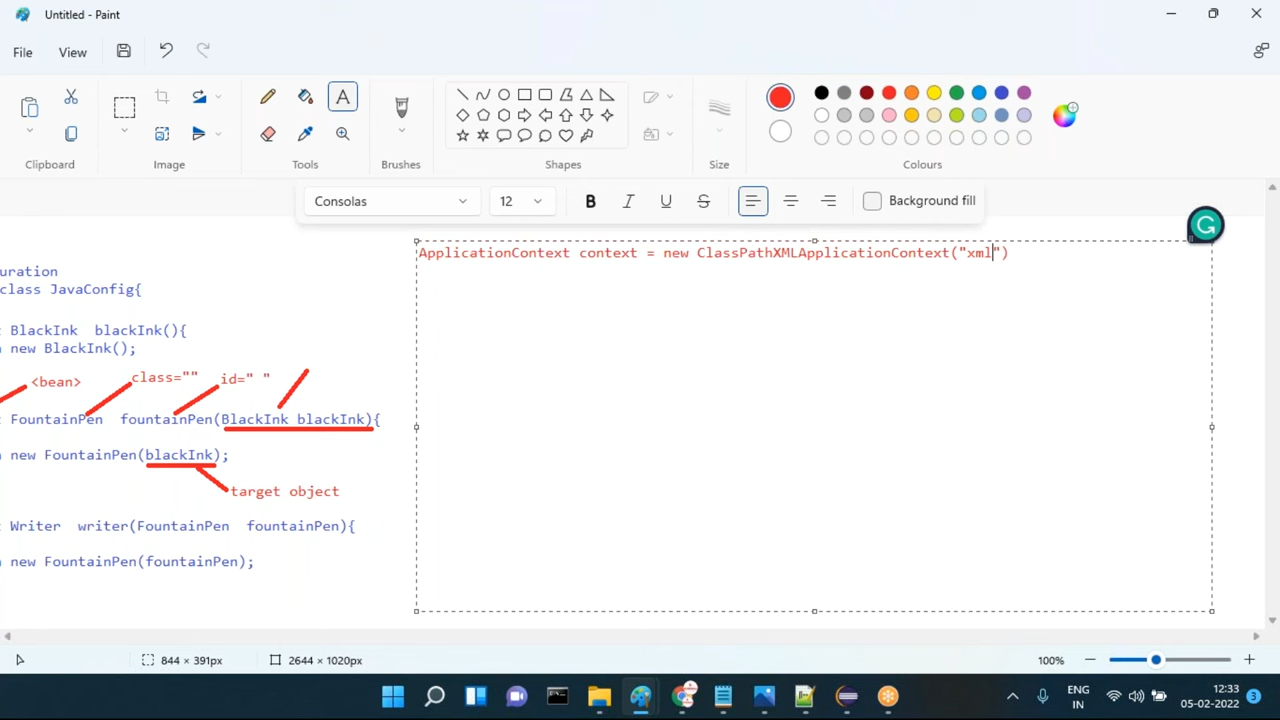 Untitled - Paint
File View
Clipboard Image Tools Brushes Shapes Size Colours
Consolas 12 B I U S Background fill
ApplicationContext context = new ClassPathXMLApplicationContext("xml")
uration
class JavaConfig{
t BlackInk blackInk(){
n new BlackInk();
<bean> class="" id=" "
t FountainPen fountainPen(BlackInk blackInk){
n new FountainPen(blackInk);
target object
t Writer writer(FountainPen fountainPen){
n new FountainPen(fountainPen);
844 × 391px 2644 × 1020px 100%
ENG
IN
12:33
05-02-2022
3